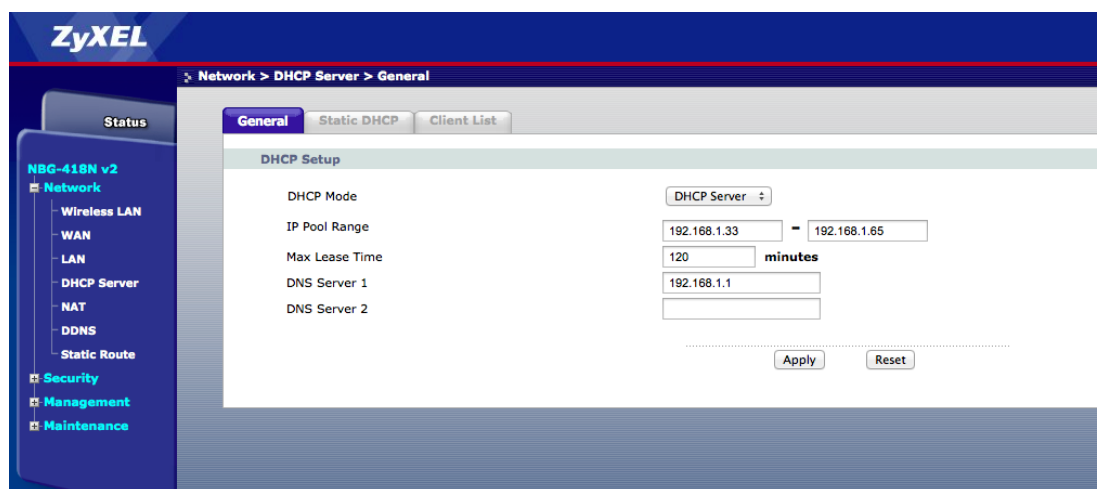 ZyXEL
Network > DHCP Server > General
Status
General
Static DHCP
Client List
NBG-418N v2
Network
Wireless LAN
WAN
LAN
DHCP Server
NAT
DDNS
Static Route
Security
Management
Maintenance
DHCP Setup
DHCP Mode
DHCP Server
IP Pool Range
192.168.1.33 - 192.168.1.65
Max Lease Time
120 minutes
DNS Server 1
192.168.1.1
DNS Server 2
Apply
Reset